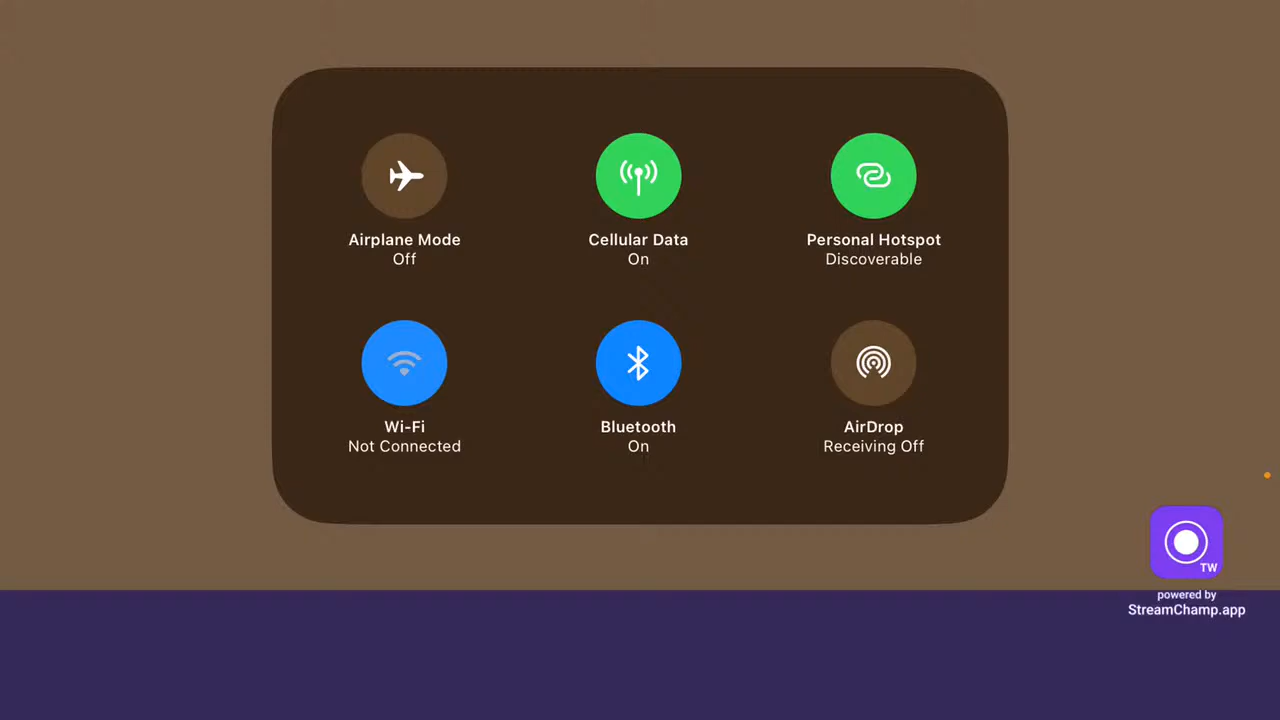 Airplane Mode
Off
Cellular Data
On
Personal Hotspot
Discoverable
Wi-Fi
Not Connected
Bluetooth
On
AirDrop
Receiving Off
TW
powered by
StreamChamp.app